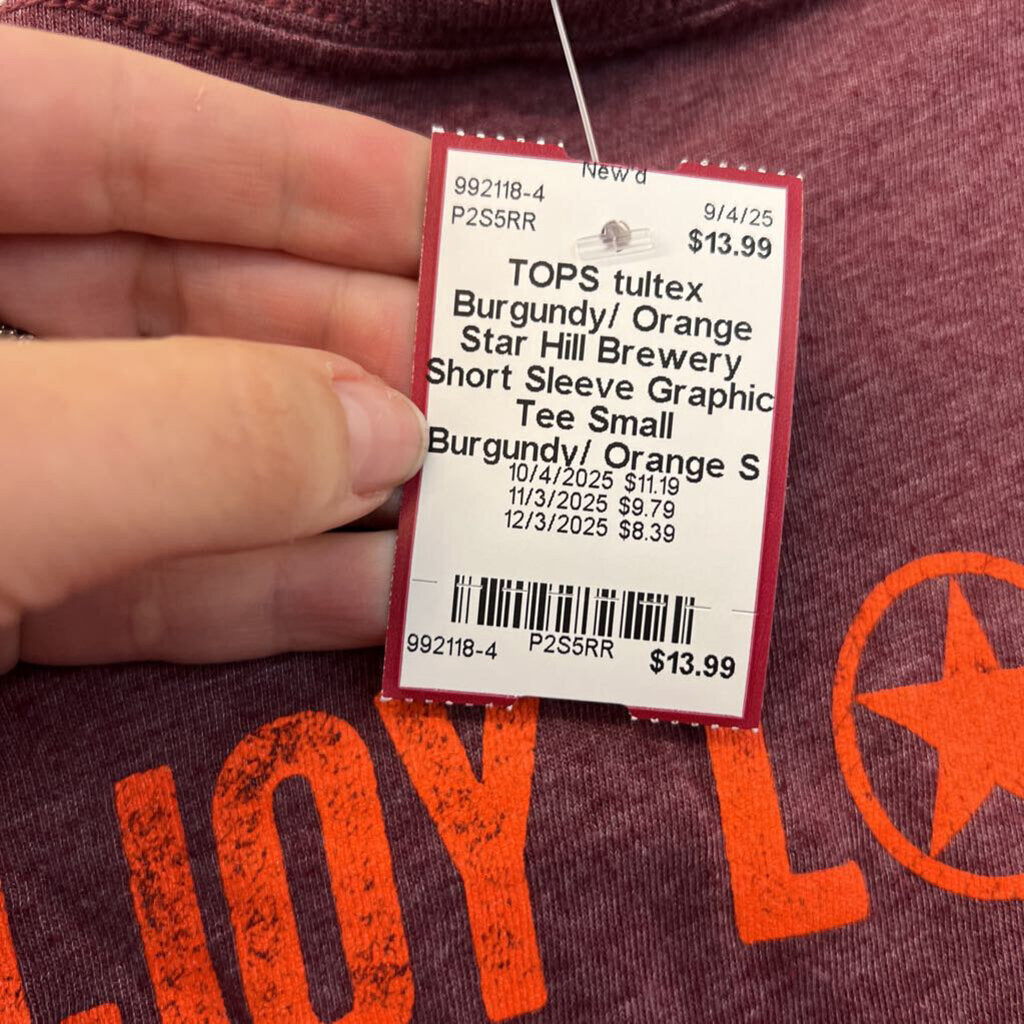 New'd
992118-4
9/4/25
P2S5RR
$13.99
TOPS tultex
Burgundy/ Orange
Star Hill Brewery
Short Sleeve Graphic
Tee Small
Burgundy/ Orange S
10/4/2025 $11.19
11/3/2025 $9.79
12/3/2025 $8.39
992118-4 P2S5RR $13.99
JOY L